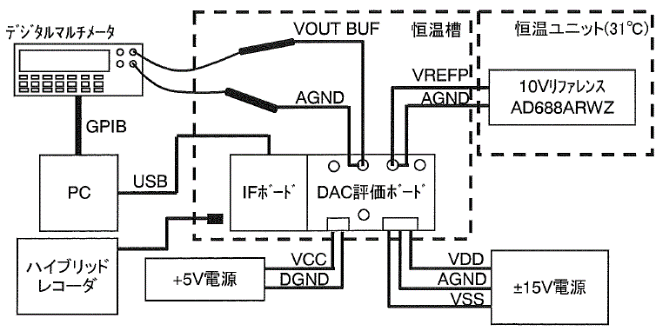 デジタルマルチメータ
VOUT BUF
恒温槽
恒温ユニット(31℃)
VREFP
AGND
10Vリファレンス
AD688ARWZ
AGND
GPIB
PC
USB
IFボード
DAC評価ボード
ハイブリッド
レコーダ
+5V電源
VCC
DGND
VDD
AGND
VSS
±15V電源